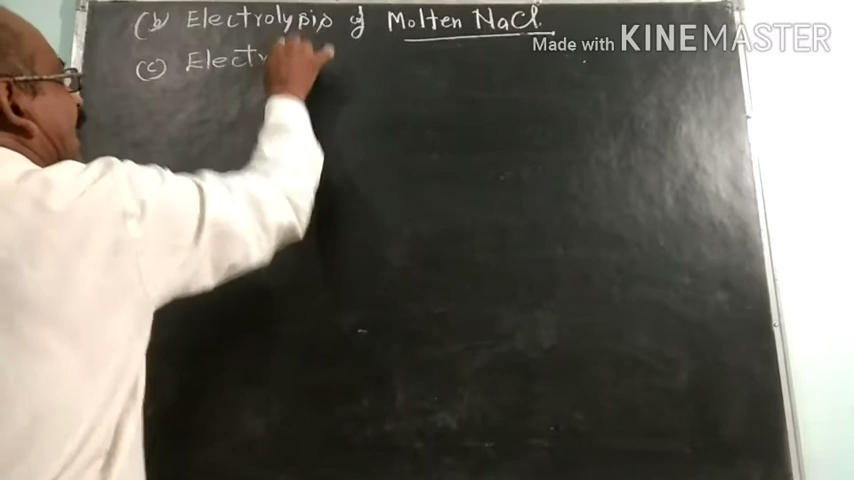 (b) Electrolysis of Molten NaCl.
Made with KINEMASTER
(c) Electr